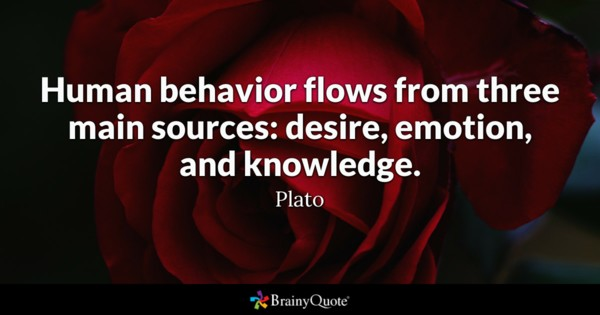 Human behavior flows from three
main sources: desire, emotion,
and knowledge.
Plato
BrainyQuote®